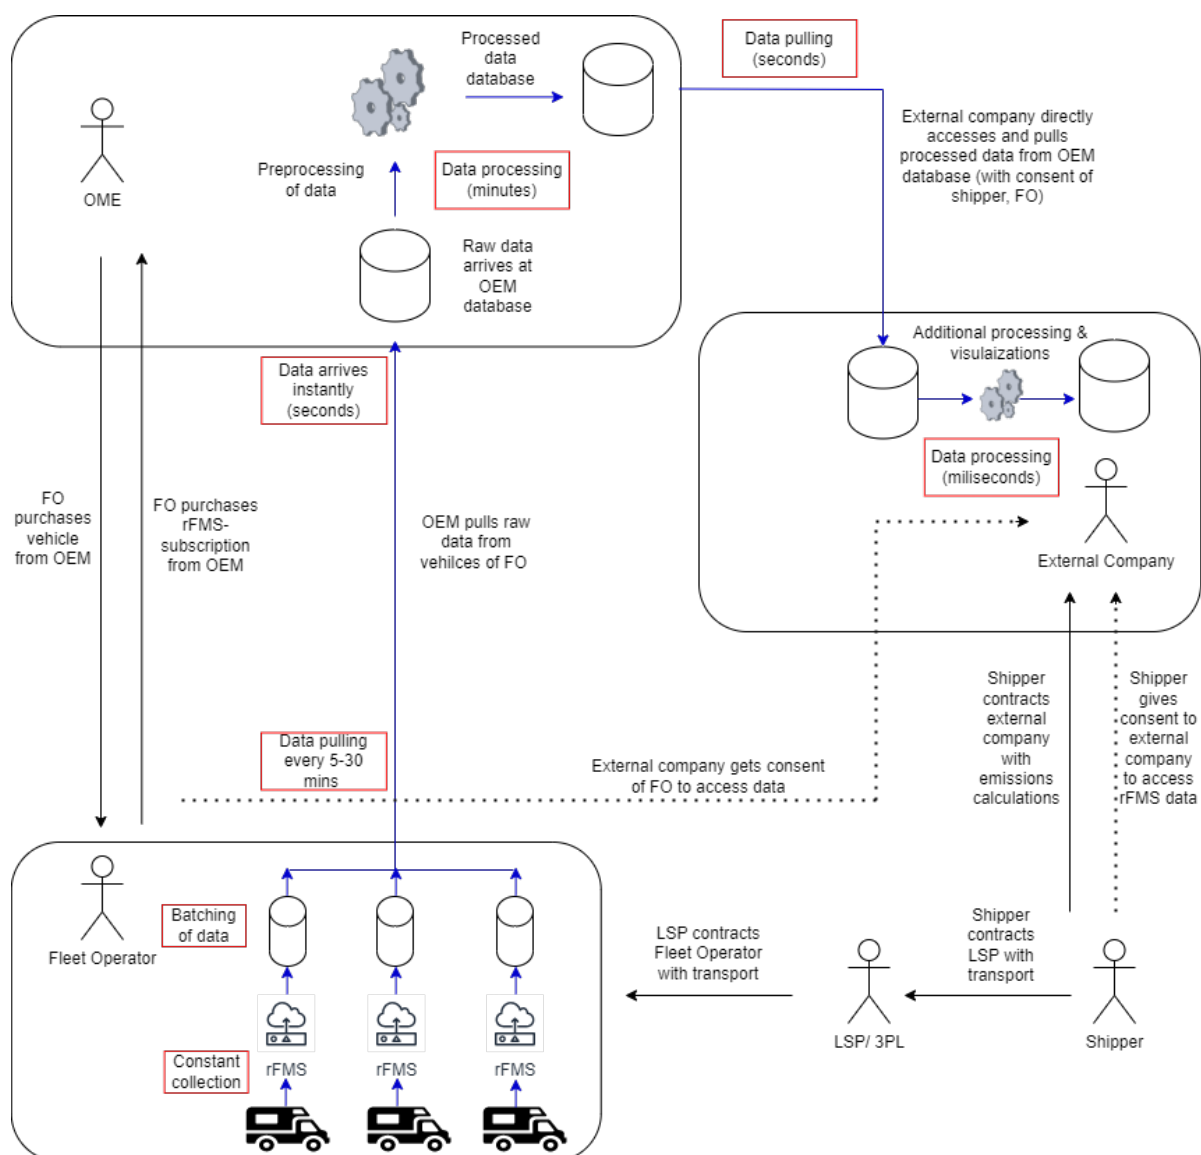 Processed
data
database
Data pulling
(seconds)
External company directly
accesses and pulls
processed data from OEM
database (with consent of
shipper, FO)
OME
Preprocessing
of data
Data processing
(minutes)
Raw data
arrives at
OEM
database
Data arrives
instantly
(seconds)
Additional processing &
visulaizations
Data processing
(miliseconds)
External Company
FO
purchases
vehicle
from OEM
FO purchases
rFMS-
subscription
from OEM
OEM pulls raw
data from
vehilces of FO
Data pulling
every 5-30
mins
External company gets consent
of FO to access data
Shipper
contracts
external
company
with
emissions
calculations
Shipper
gives
consent to
external
company
to access
rFMS data
Fleet Operator
Batching
of data
Constant
collection
rFMS
rFMS
rFMS
LSP contracts
Fleet Operator
with transport
Shipper
contracts
LSP with
transport
LSP/ 3PL
Shipper